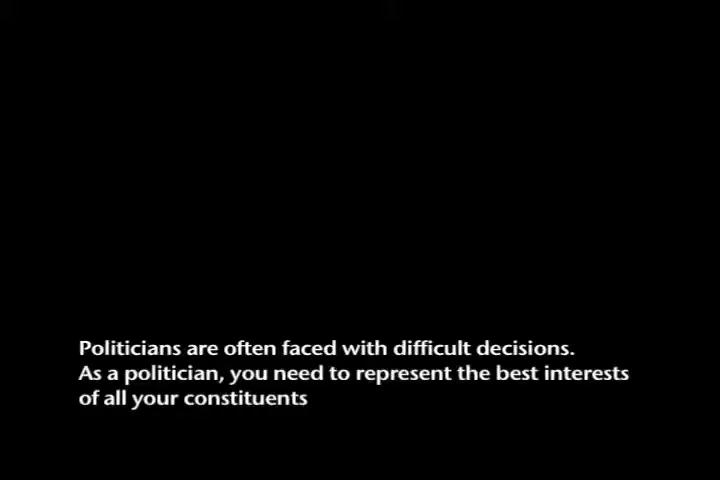 Politicians are often faced with difficult decisions.
As a politician, you need to represent the best interests
of all your constituents